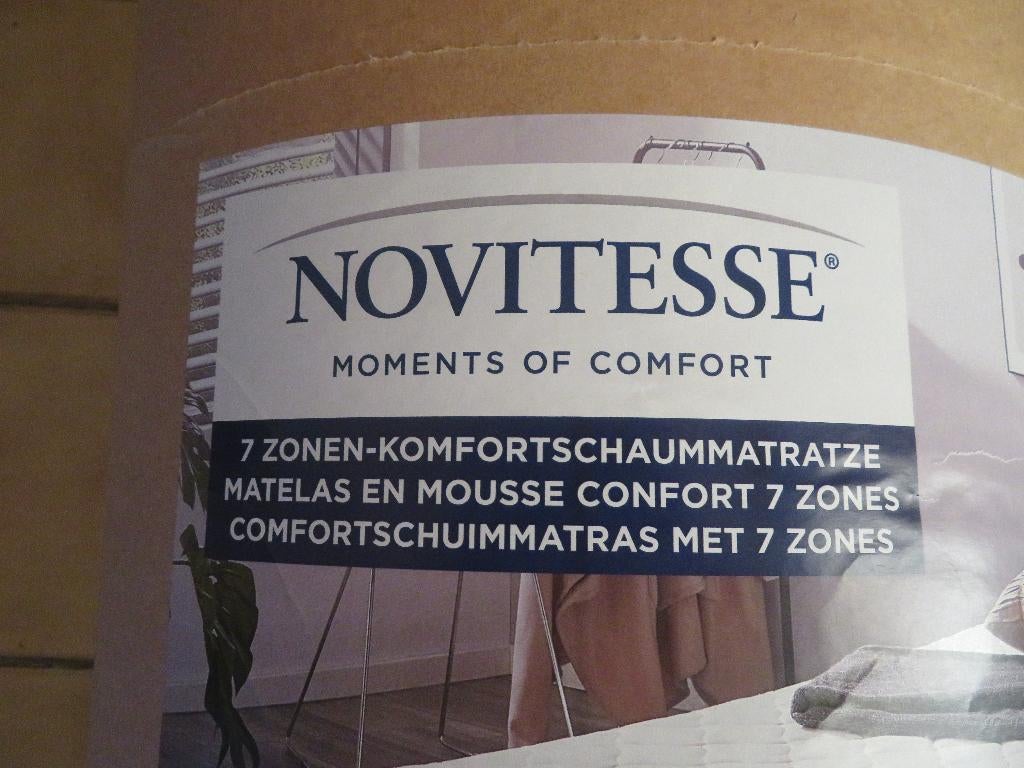 NOVITESSE®
MOMENTS OF COMFORT
7 ZONEN-KOMFORTSCHAUMMATRATZE
MATELAS EN MOUSSE CONFORT 7 ZONES
COMFORTSCHUIMMATRAS MET 7 ZONES